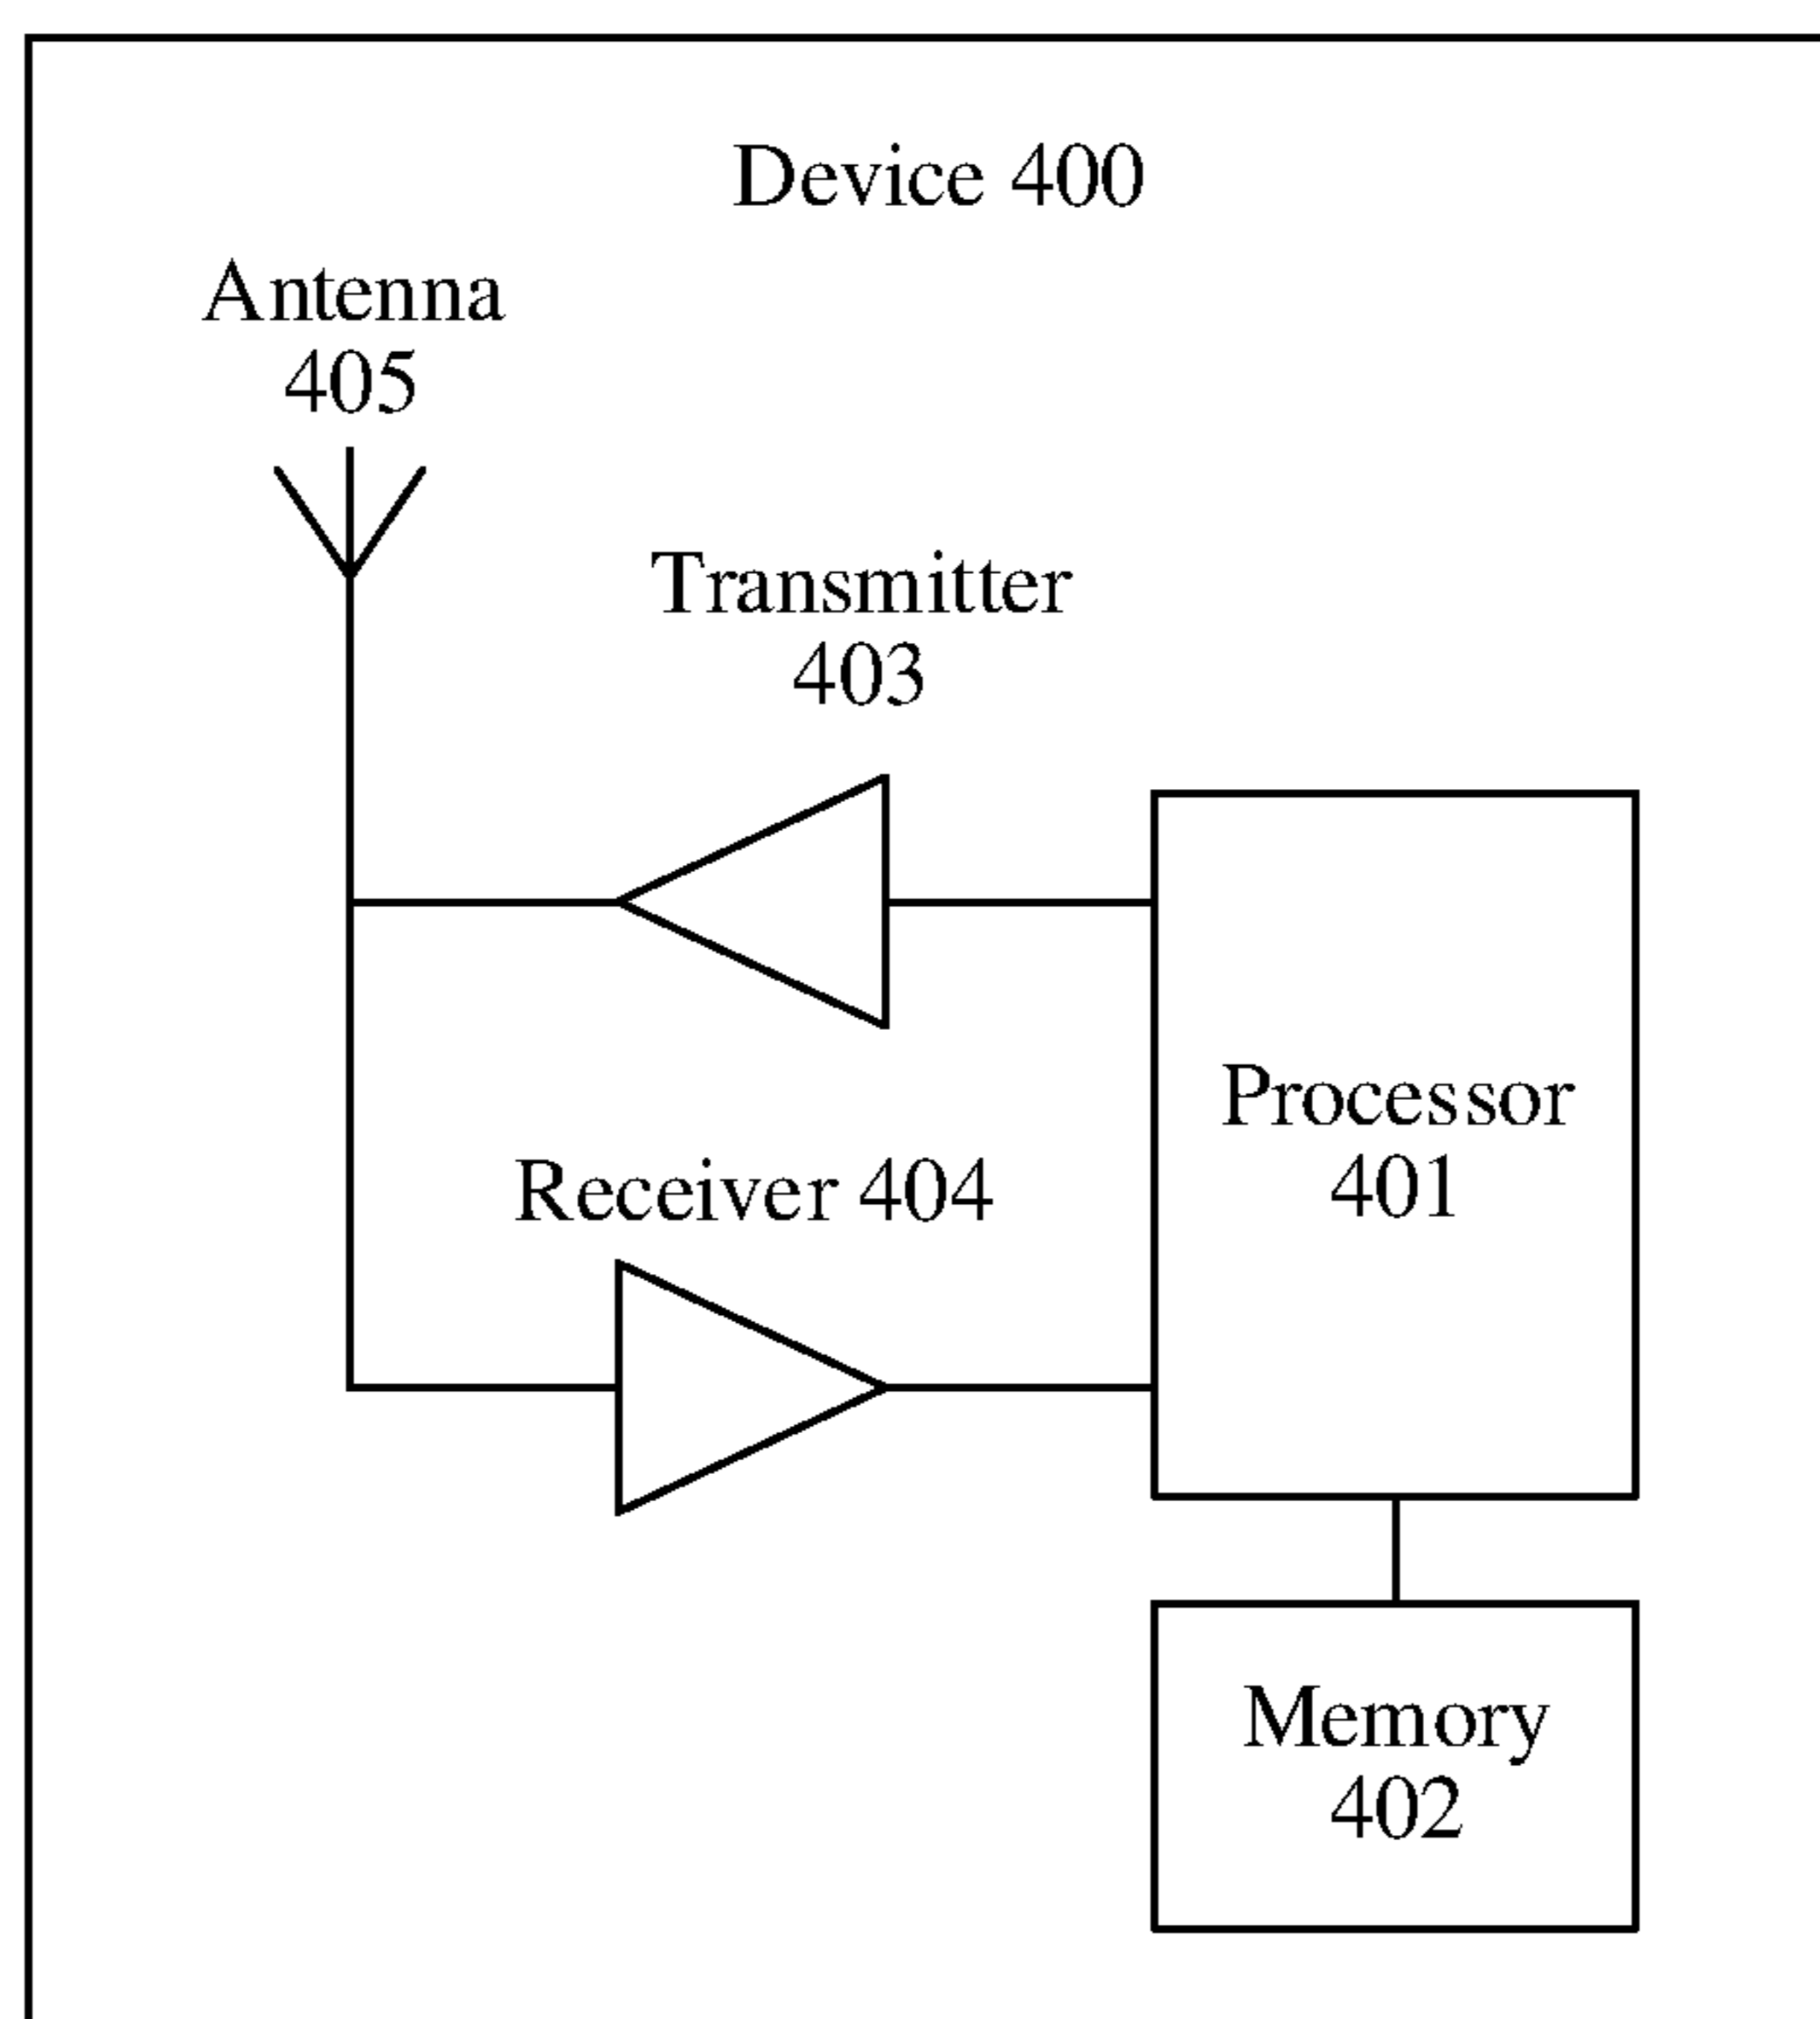 Device 400
Antenna
405
Transmitter
403
Processor
401
Receiver 404
Memory
402